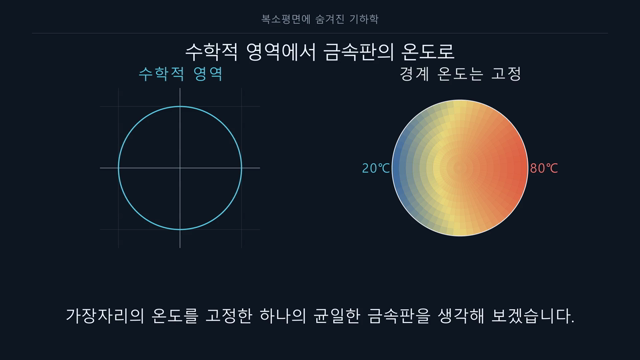 복소평면에 숨겨진 기하학
수학적 영역에서 금속판의 온도로
수학적 영역
경계 온도는 고정
20℃
80℃
가장자리의 온도를 고정한 하나의 균일한 금속판을 생각해 보겠습니다.